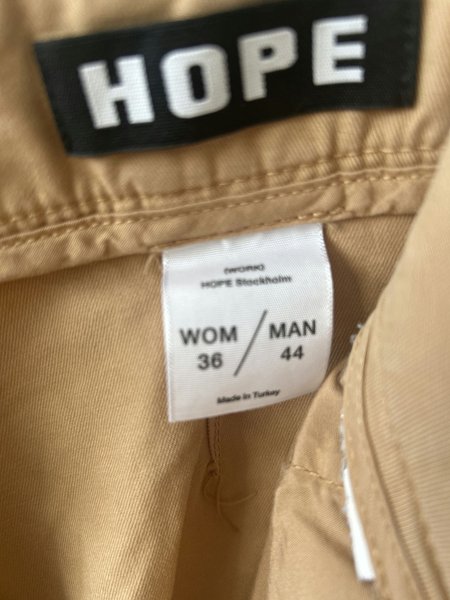 HOPE
(WORK)
HOPE Stockholm
WOM / MAN
36 / 44
Made in Turkey